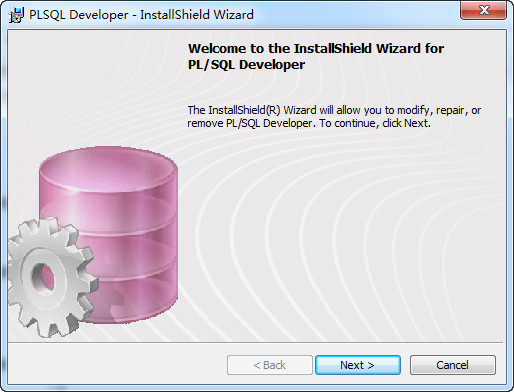 PLSQL Developer - InstallShield Wizard
Welcome to the InstallShield Wizard for
PL/SQL Developer
The InstallShield(R) Wizard will allow you to modify, repair, or
remove PL/SQL Developer. To continue, click Next.
< Back
Next >
Cancel